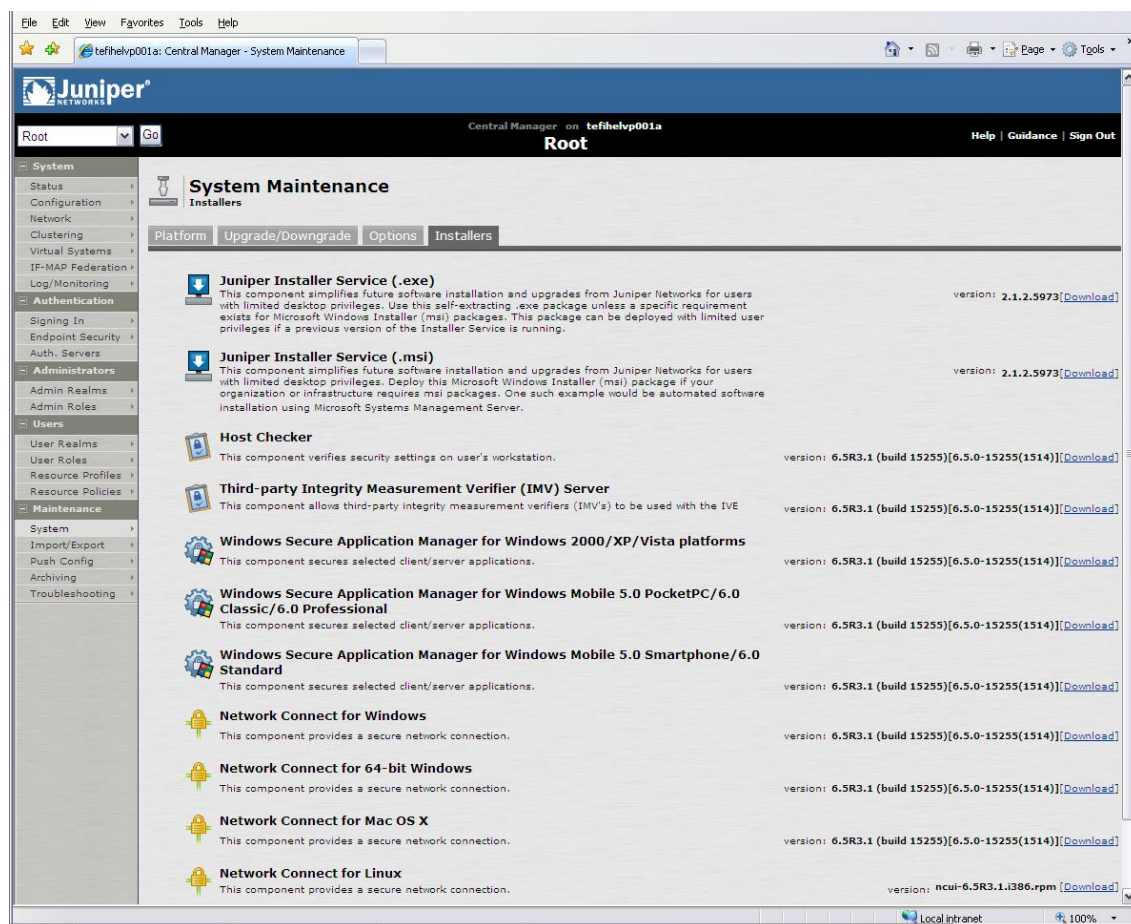 File Edit View Favorites Tools Help
tefihelvp001a: Central Manager - System Maintenance
Page Tools
Juniper®
NETWORKS
Root Go
Central Manager on tefihelvp001a
Root
Help | Guidance | Sign Out
System
Status
Configuration
Network
Clustering
Virtual Systems
IF-MAP Federation
Log/Monitoring
Authentication
Signing In
Endpoint Security
Auth. Servers
Administrators
Admin Realms
Admin Roles
Users
User Realms
User Roles
Resource Profiles
Resource Policies
Maintenance
System
Import/Export
Push Config
Archiving
Troubleshooting
System Maintenance
Installers
Platform Upgrade/Downgrade Options Installers
Juniper Installer Service (.exe)
This component simplifies future software installation and upgrades from Juniper Networks for users
with limited desktop privileges. Use this self-extracting .exe package unless a specific requirement
exists for Microsoft Windows Installer (msi) packages. This package can be deployed with limited user
privileges if a previous version of the Installer Service is running.
version: 2.1.2.5973[Download]
Juniper Installer Service (.msi)
This component simplifies future software installation and upgrades from Juniper Networks for users
with limited desktop privileges. Deploy this Microsoft Windows Installer (msi) package if your
organization or infrastructure requires msi packages. One such example would be automated software
installation using Microsoft Systems Management Server.
version: 2.1.2.5973[Download]
Host Checker
This component verifies security settings on user's workstation.
version: 6.5R3.1 (build 15255)[6.5.0-15255(1514)][Download]
Third-party Integrity Measurement Verifier (IMV) Server
This component allows third-party integrity measurement verifiers (IMV's) to be used with the IVE
version: 6.5R3.1 (build 15255)[6.5.0-15255(1514)][Download]
Windows Secure Application Manager for Windows 2000/XP/Vista platforms
This component secures selected client/server applications.
version: 6.5R3.1 (build 15255)[6.5.0-15255(1514)][Download]
Windows Secure Application Manager for Windows Mobile 5.0 PocketPC/6.0
Classic/6.0 Professional
This component secures selected client/server applications.
version: 6.5R3.1 (build 15255)[6.5.0-15255(1514)][Download]
Windows Secure Application Manager for Windows Mobile 5.0 Smartphone/6.0
Standard
This component secures selected client/server applications.
version: 6.5R3.1 (build 15255)[6.5.0-15255(1514)][Download]
Network Connect for Windows
This component provides a secure network connection.
version: 6.5R3.1 (build 15255)[6.5.0-15255(1514)][Download]
Network Connect for 64-bit Windows
This component provides a secure network connection.
version: 6.5R3.1 (build 15255)[6.5.0-15255(1514)][Download]
Network Connect for Mac OS X
This component provides a secure network connection.
version: 6.5R3.1 (build 15255)[6.5.0-15255(1514)][Download]
Network Connect for Linux
This component provides a secure network connection.
version: ncui-6.5R3.1.i386.rpm [Download]
Local intranet 100%